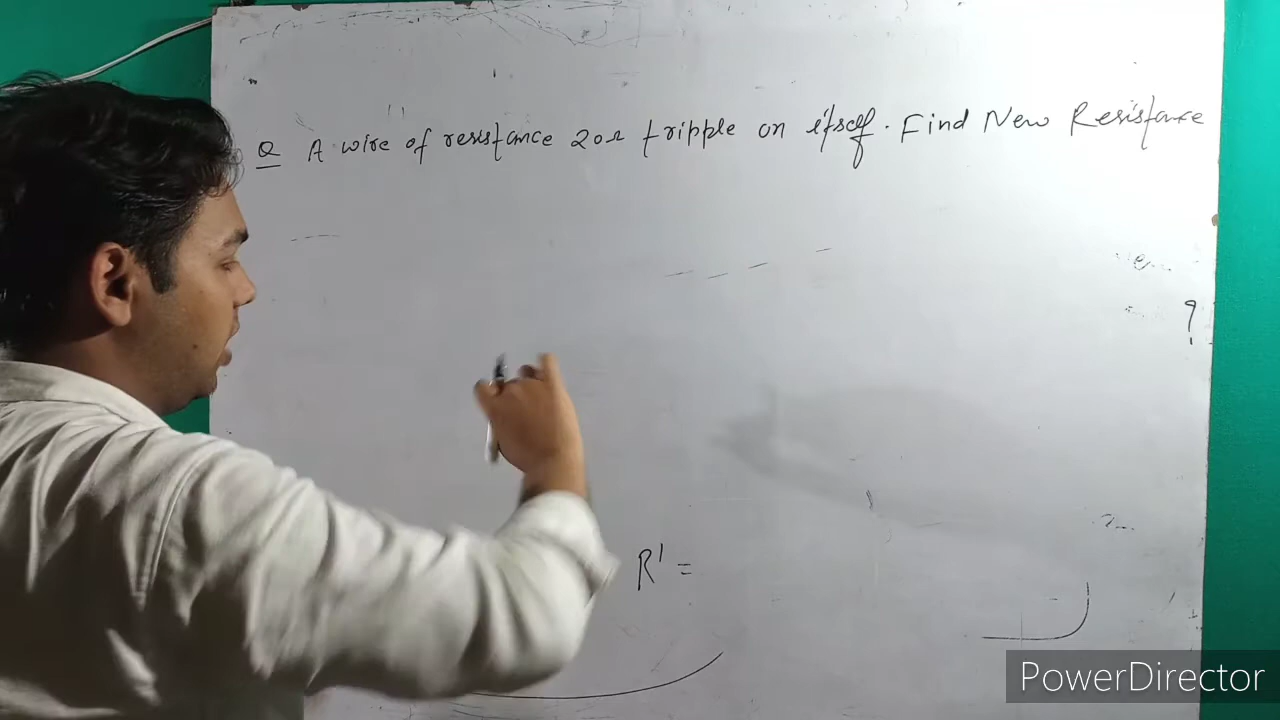 Q A wire of resistance 20Ω tripple on itself. Find New Resistance
?
R' =
PowerDirector